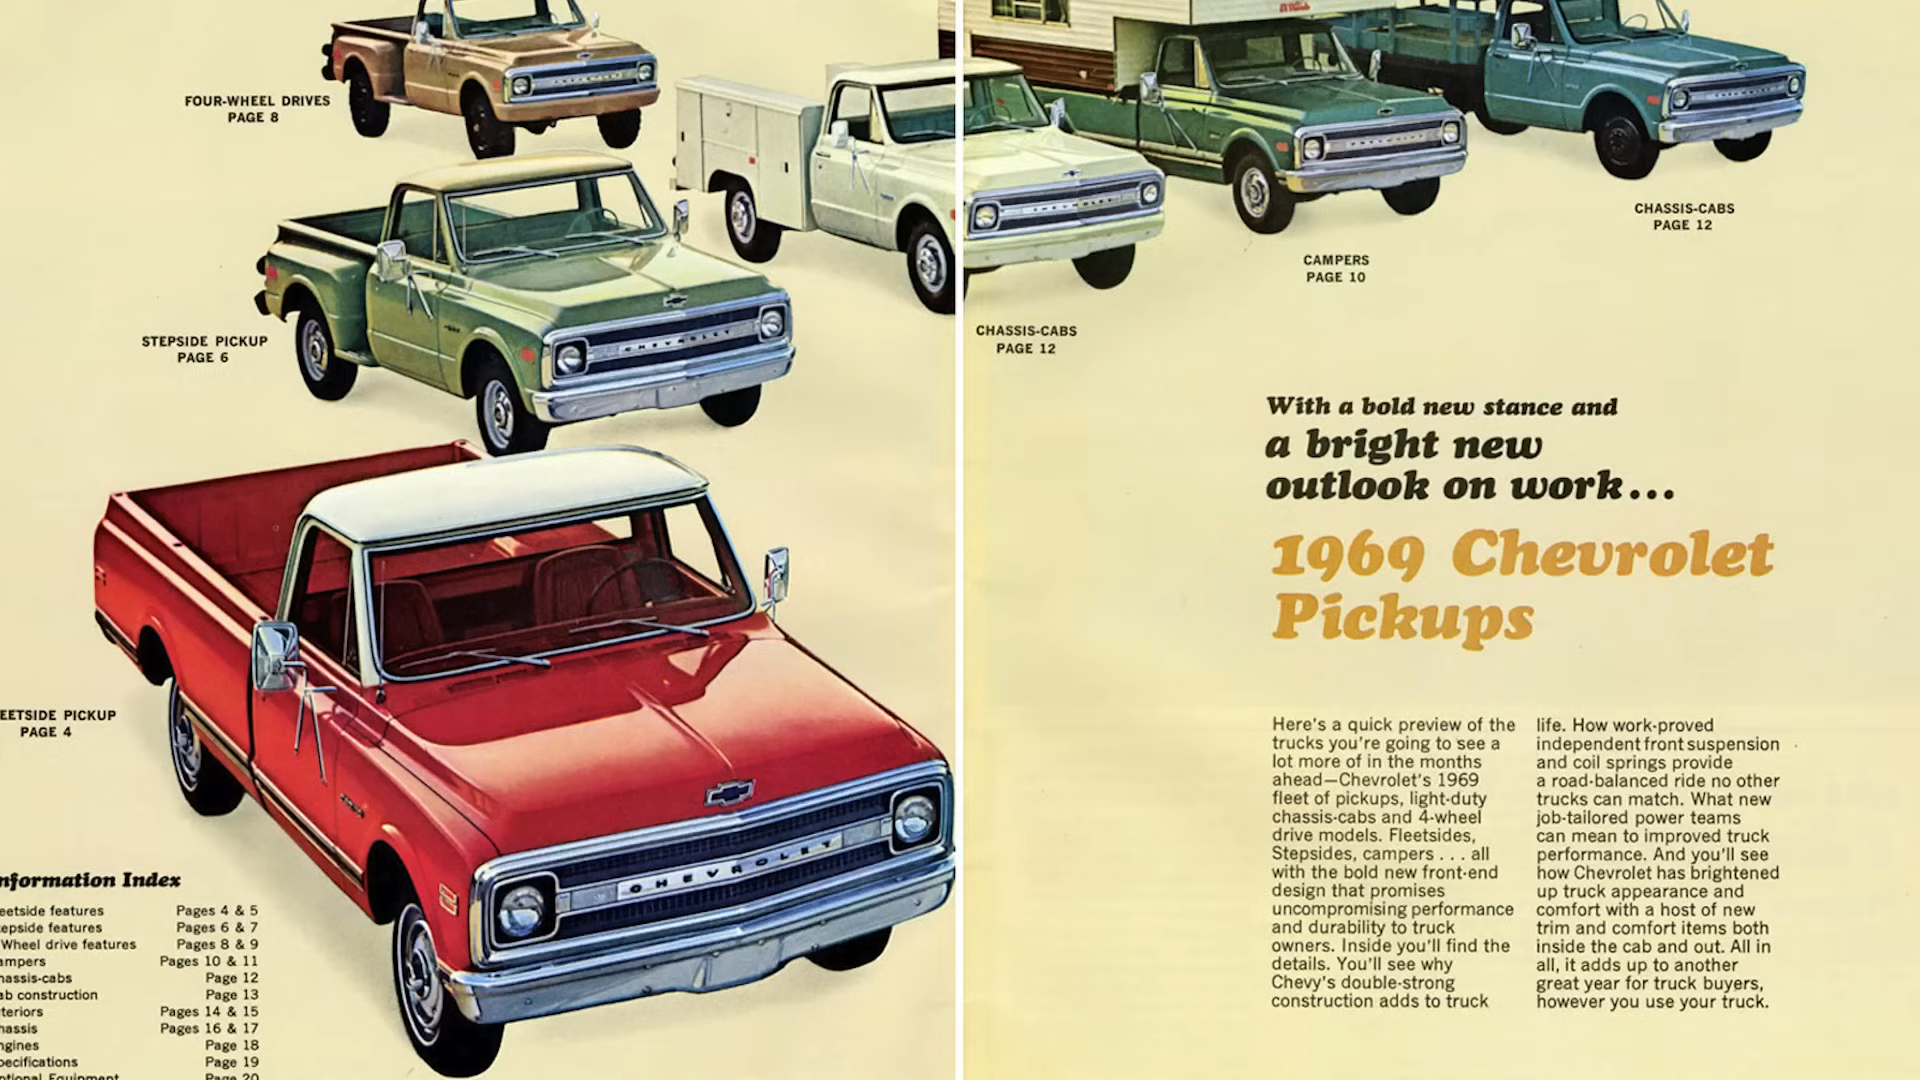 FOUR-WHEEL DRIVES
PAGE 8
STEPSIDE PICKUP
PAGE 6
CHEVROLET
EETSIDE PICKUP
PAGE 4
CHEVROLET
nformation Index
eetside features Pages 4 & 5
tepside features Pages 6 & 7
Wheel drive features Pages 8 & 9
ampers Pages 10 & 11
hassis-cabs Page 12
ab construction Page 13
teriors Pages 14 & 15
hassis Pages 16 & 17
ngines Page 18
pecifications Page 19
ptional Equipment Page 20
CHEVROLET
CHASSIS-CABS
PAGE 12
CHEVROLET
CAMPERS
PAGE 10
CHEVROLET
CHASSIS-CABS
PAGE 12
With a bold new stance and
a bright new
outlook on work...
1969 Chevrolet
Pickups
Here's a quick preview of the
trucks you're going to see a
lot more of in the months
ahead—Chevrolet's 1969
fleet of pickups, light-duty
chassis-cabs and 4-wheel
drive models. Fleetsides,
Stepsides, campers . . . all
with the bold new front-end
design that promises
uncompromising performance
and durability to truck
owners. Inside you'll find the
details. You'll see why
Chevy's double-strong
construction adds to truck
life. How work-proved
independent front suspension
and coil springs provide
a road-balanced ride no other
trucks can match. What new
job-tailored power teams
can mean to improved truck
performance. And you'll see
how Chevrolet has brightened
up truck appearance and
comfort with a host of new
trim and comfort items both
inside the cab and out. All in
all, it adds up to another
great year for truck buyers,
however you use your truck.